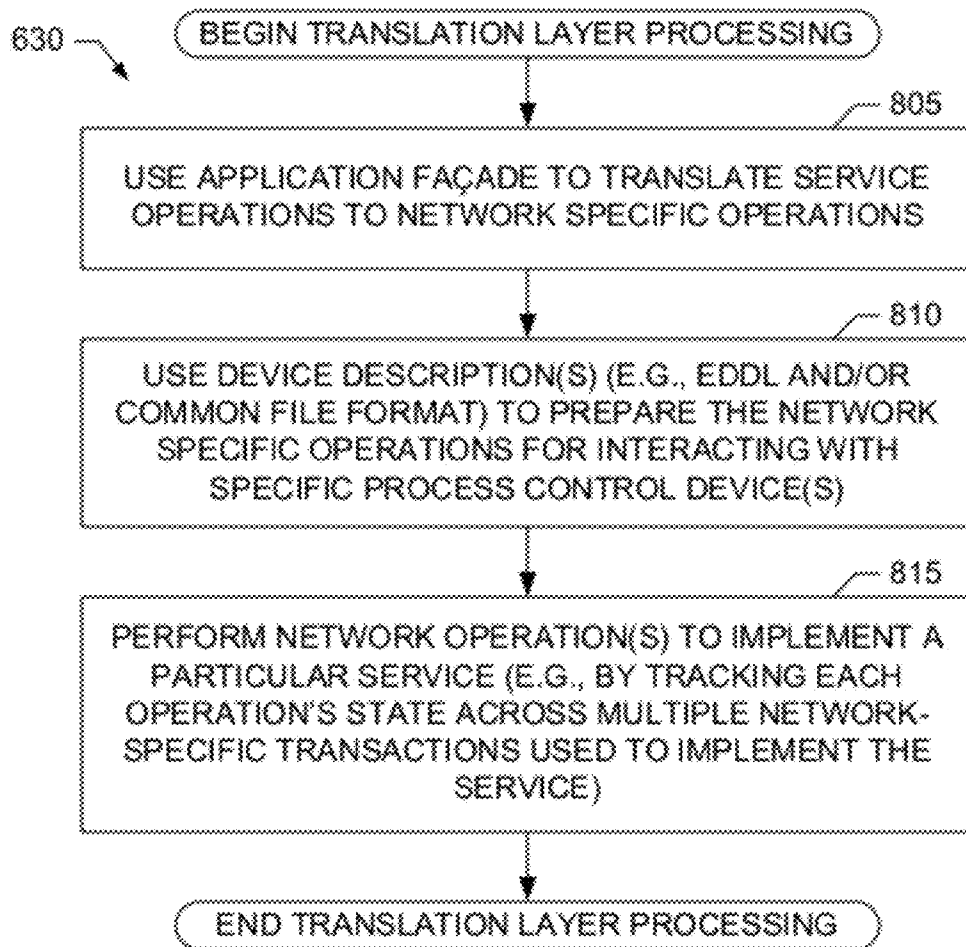 630
BEGIN TRANSLATION LAYER PROCESSING
805
USE APPLICATION FAÇADE TO TRANSLATE SERVICE
OPERATIONS TO NETWORK SPECIFIC OPERATIONS
810
USE DEVICE DESCRIPTION(S) (E.G., EDDL AND/OR
COMMON FILE FORMAT) TO PREPARE THE NETWORK
SPECIFIC OPERATIONS FOR INTERACTING WITH
SPECIFIC PROCESS CONTROL DEVICE(S)
815
PERFORM NETWORK OPERATION(S) TO IMPLEMENT A
PARTICULAR SERVICE (E.G., BY TRACKING EACH
OPERATION'S STATE ACROSS MULTIPLE NETWORK-
SPECIFIC TRANSACTIONS USED TO IMPLEMENT THE
SERVICE)
END TRANSLATION LAYER PROCESSING